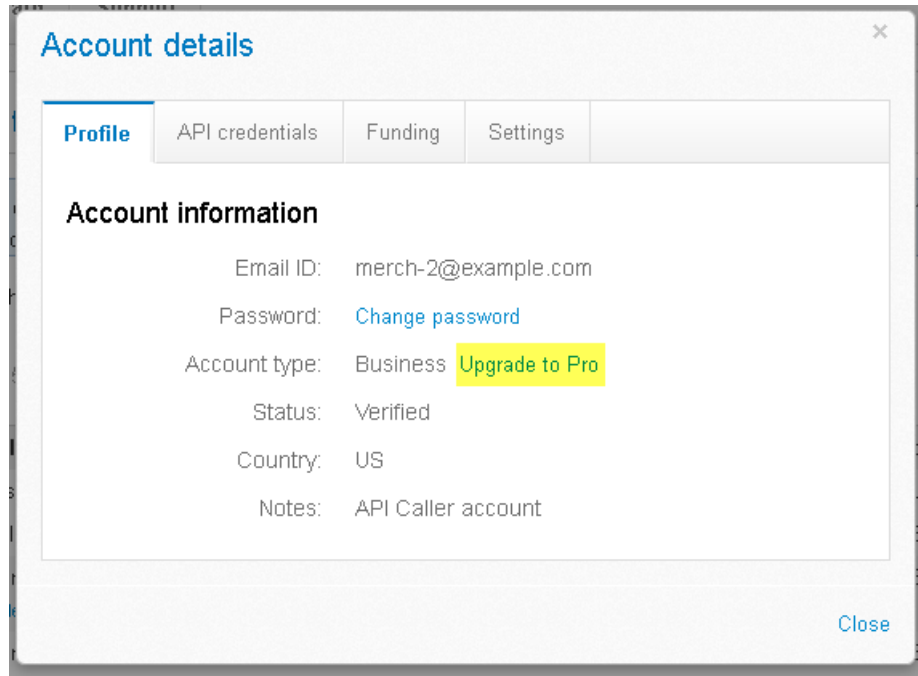 Account details
×
Profile API credentials Funding Settings
Account information
Email ID: merch-2@example.com
Password: Change password
Account type: Business Upgrade to Pro
Status: Verified
Country: US
Notes: API Caller account
Close